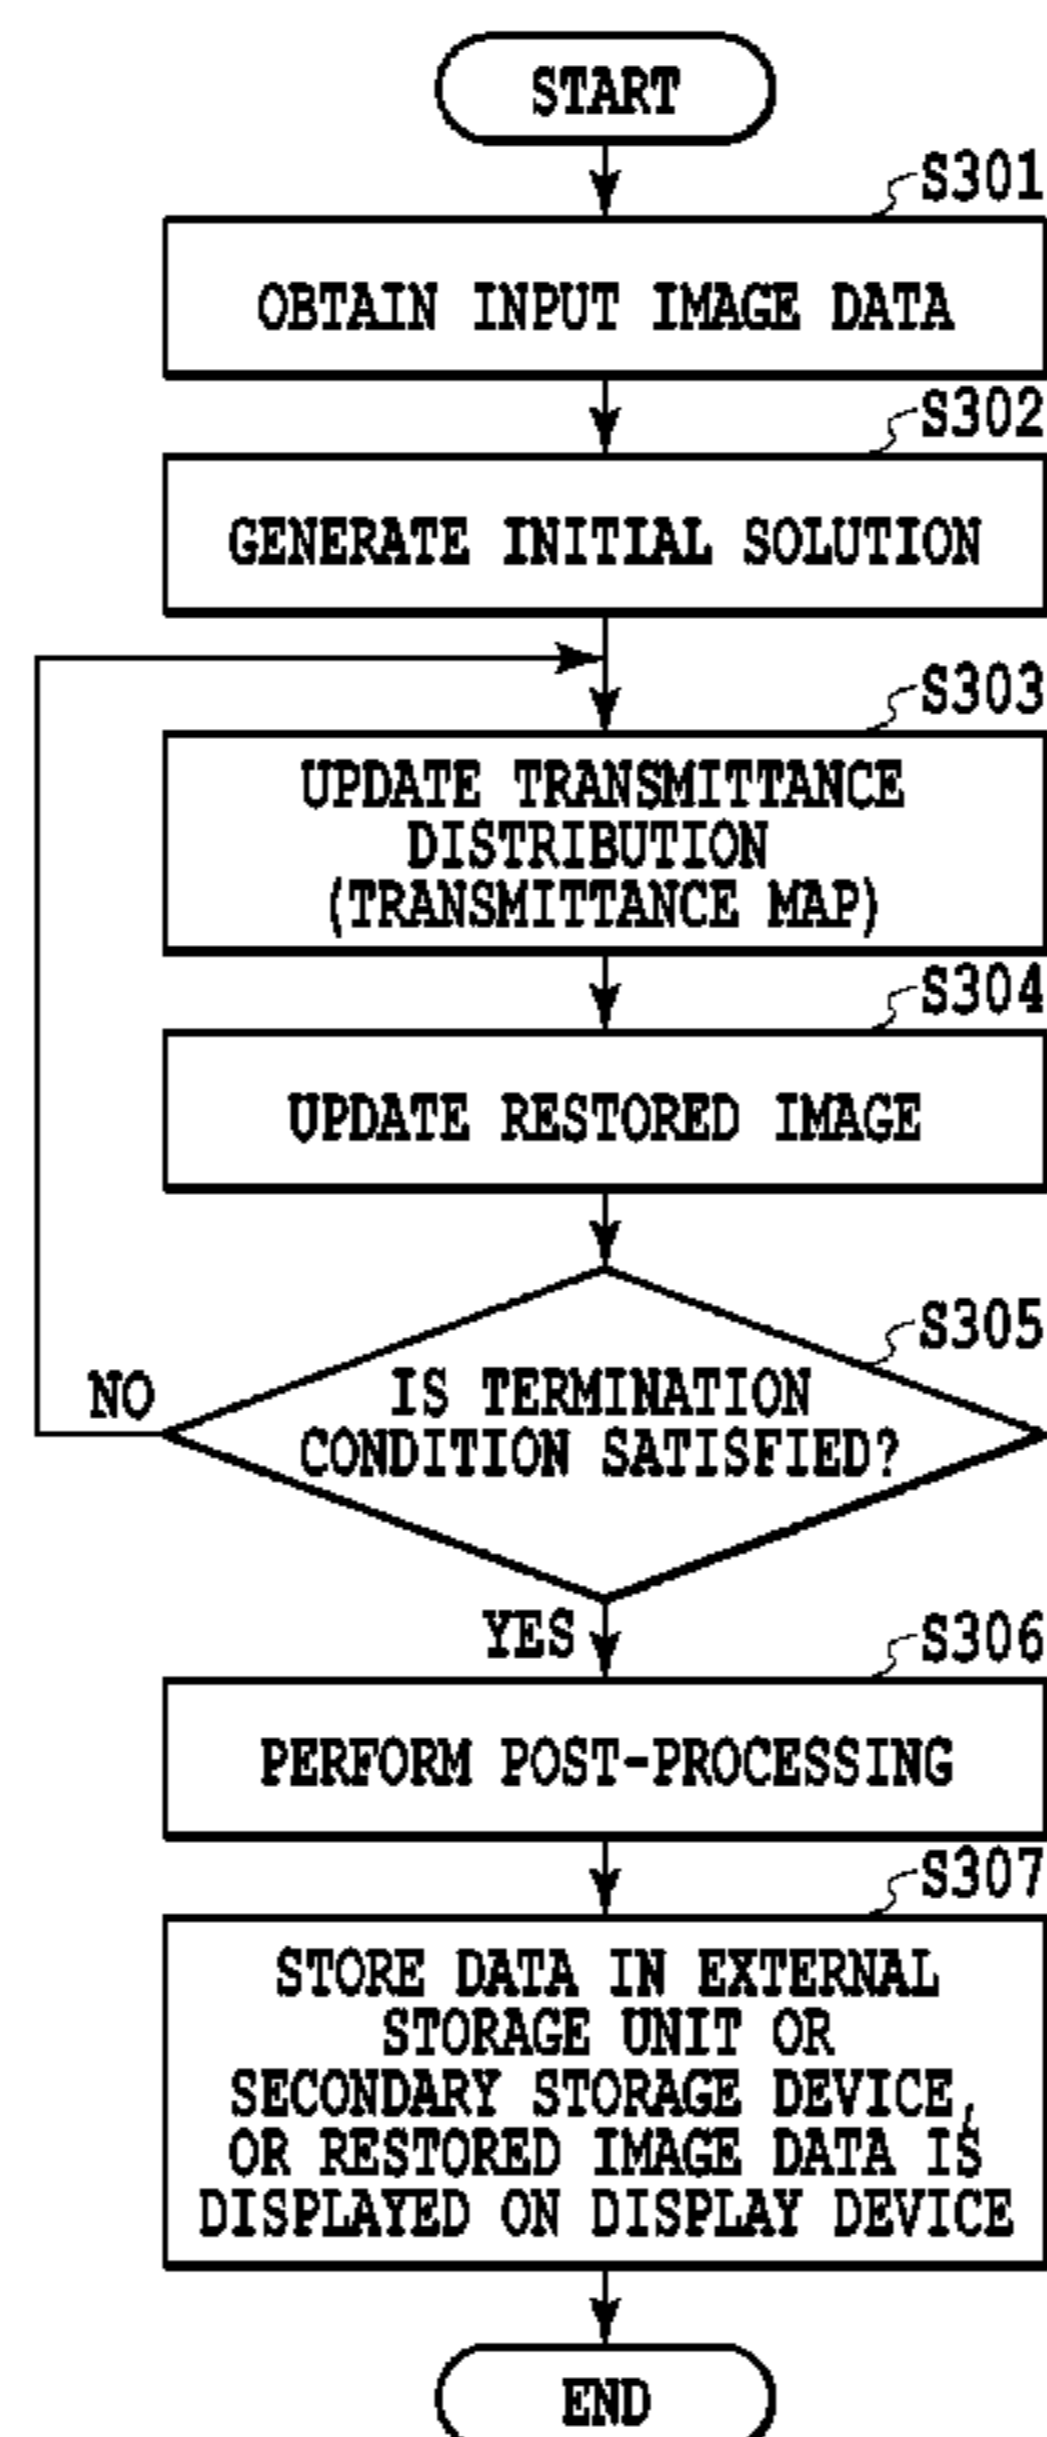 START
S301
OBTAIN INPUT IMAGE DATA
S302
GENERATE INITIAL SOLUTION
S303
UPDATE TRANSMITTANCE
DISTRIBUTION
(TRANSMITTANCE MAP)
S304
UPDATE RESTORED IMAGE
S305
IS TERMINATION
CONDITION SATISFIED?
NO
YES
S306
PERFORM POST-PROCESSING
S307
STORE DATA IN EXTERNAL
STORAGE UNIT OR
SECONDARY STORAGE DEVICE,
OR RESTORED IMAGE DATA IS
DISPLAYED ON DISPLAY DEVICE
END